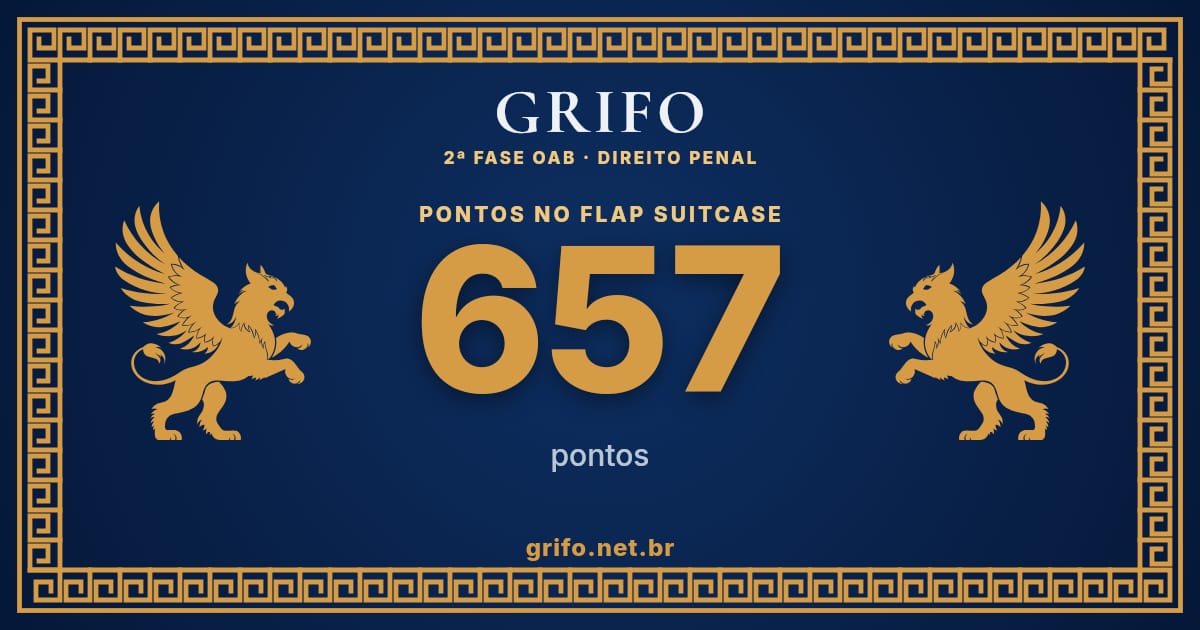 GRIFO
2ª FASE OAB · DIREITO PENAL
PONTOS NO FLAP SUITCASE
657
pontos
grifo.net.br